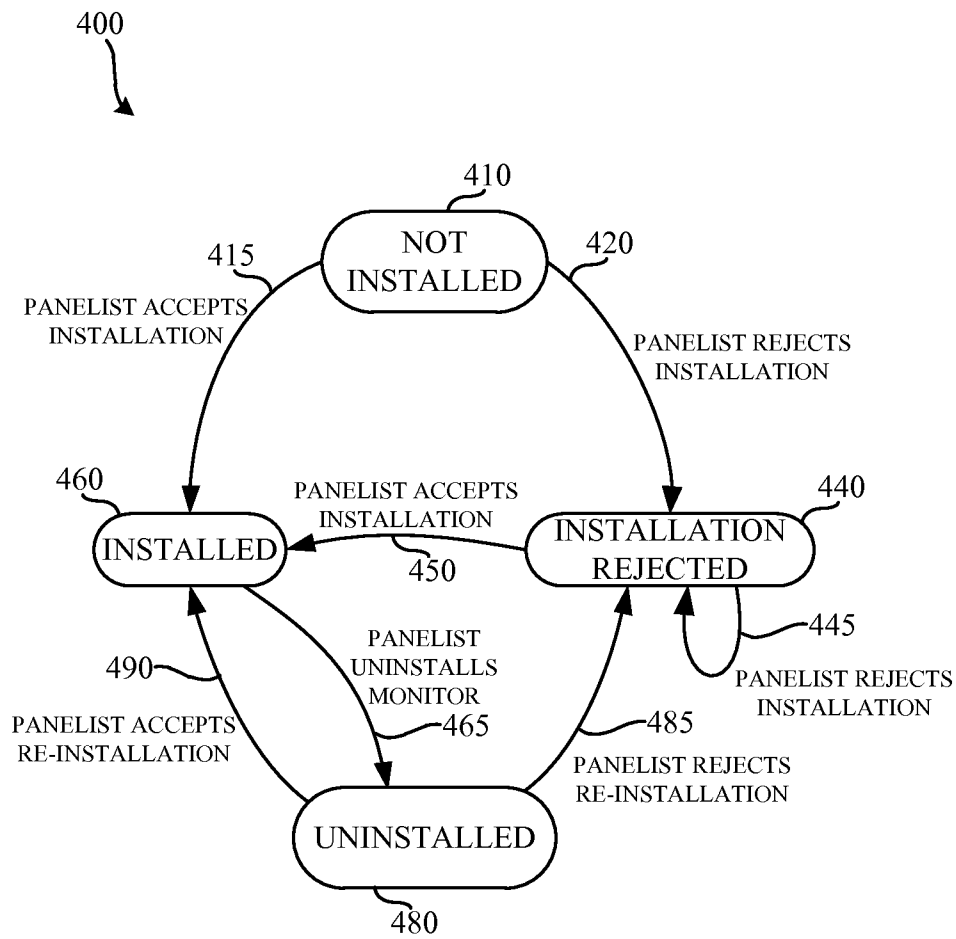 400
410
NOT
INSTALLED
415
420
PANELIST ACCEPTS
INSTALLATION
PANELIST REJECTS
INSTALLATION
460
INSTALLED
PANELIST ACCEPTS
INSTALLATION
450
440
INSTALLATION
REJECTED
445
PANELIST REJECTS
INSTALLATION
PANELIST
UNINSTALLS
MONITOR
465
490
PANELIST ACCEPTS
RE-INSTALLATION
485
PANELIST REJECTS
RE-INSTALLATION
UNINSTALLED
480